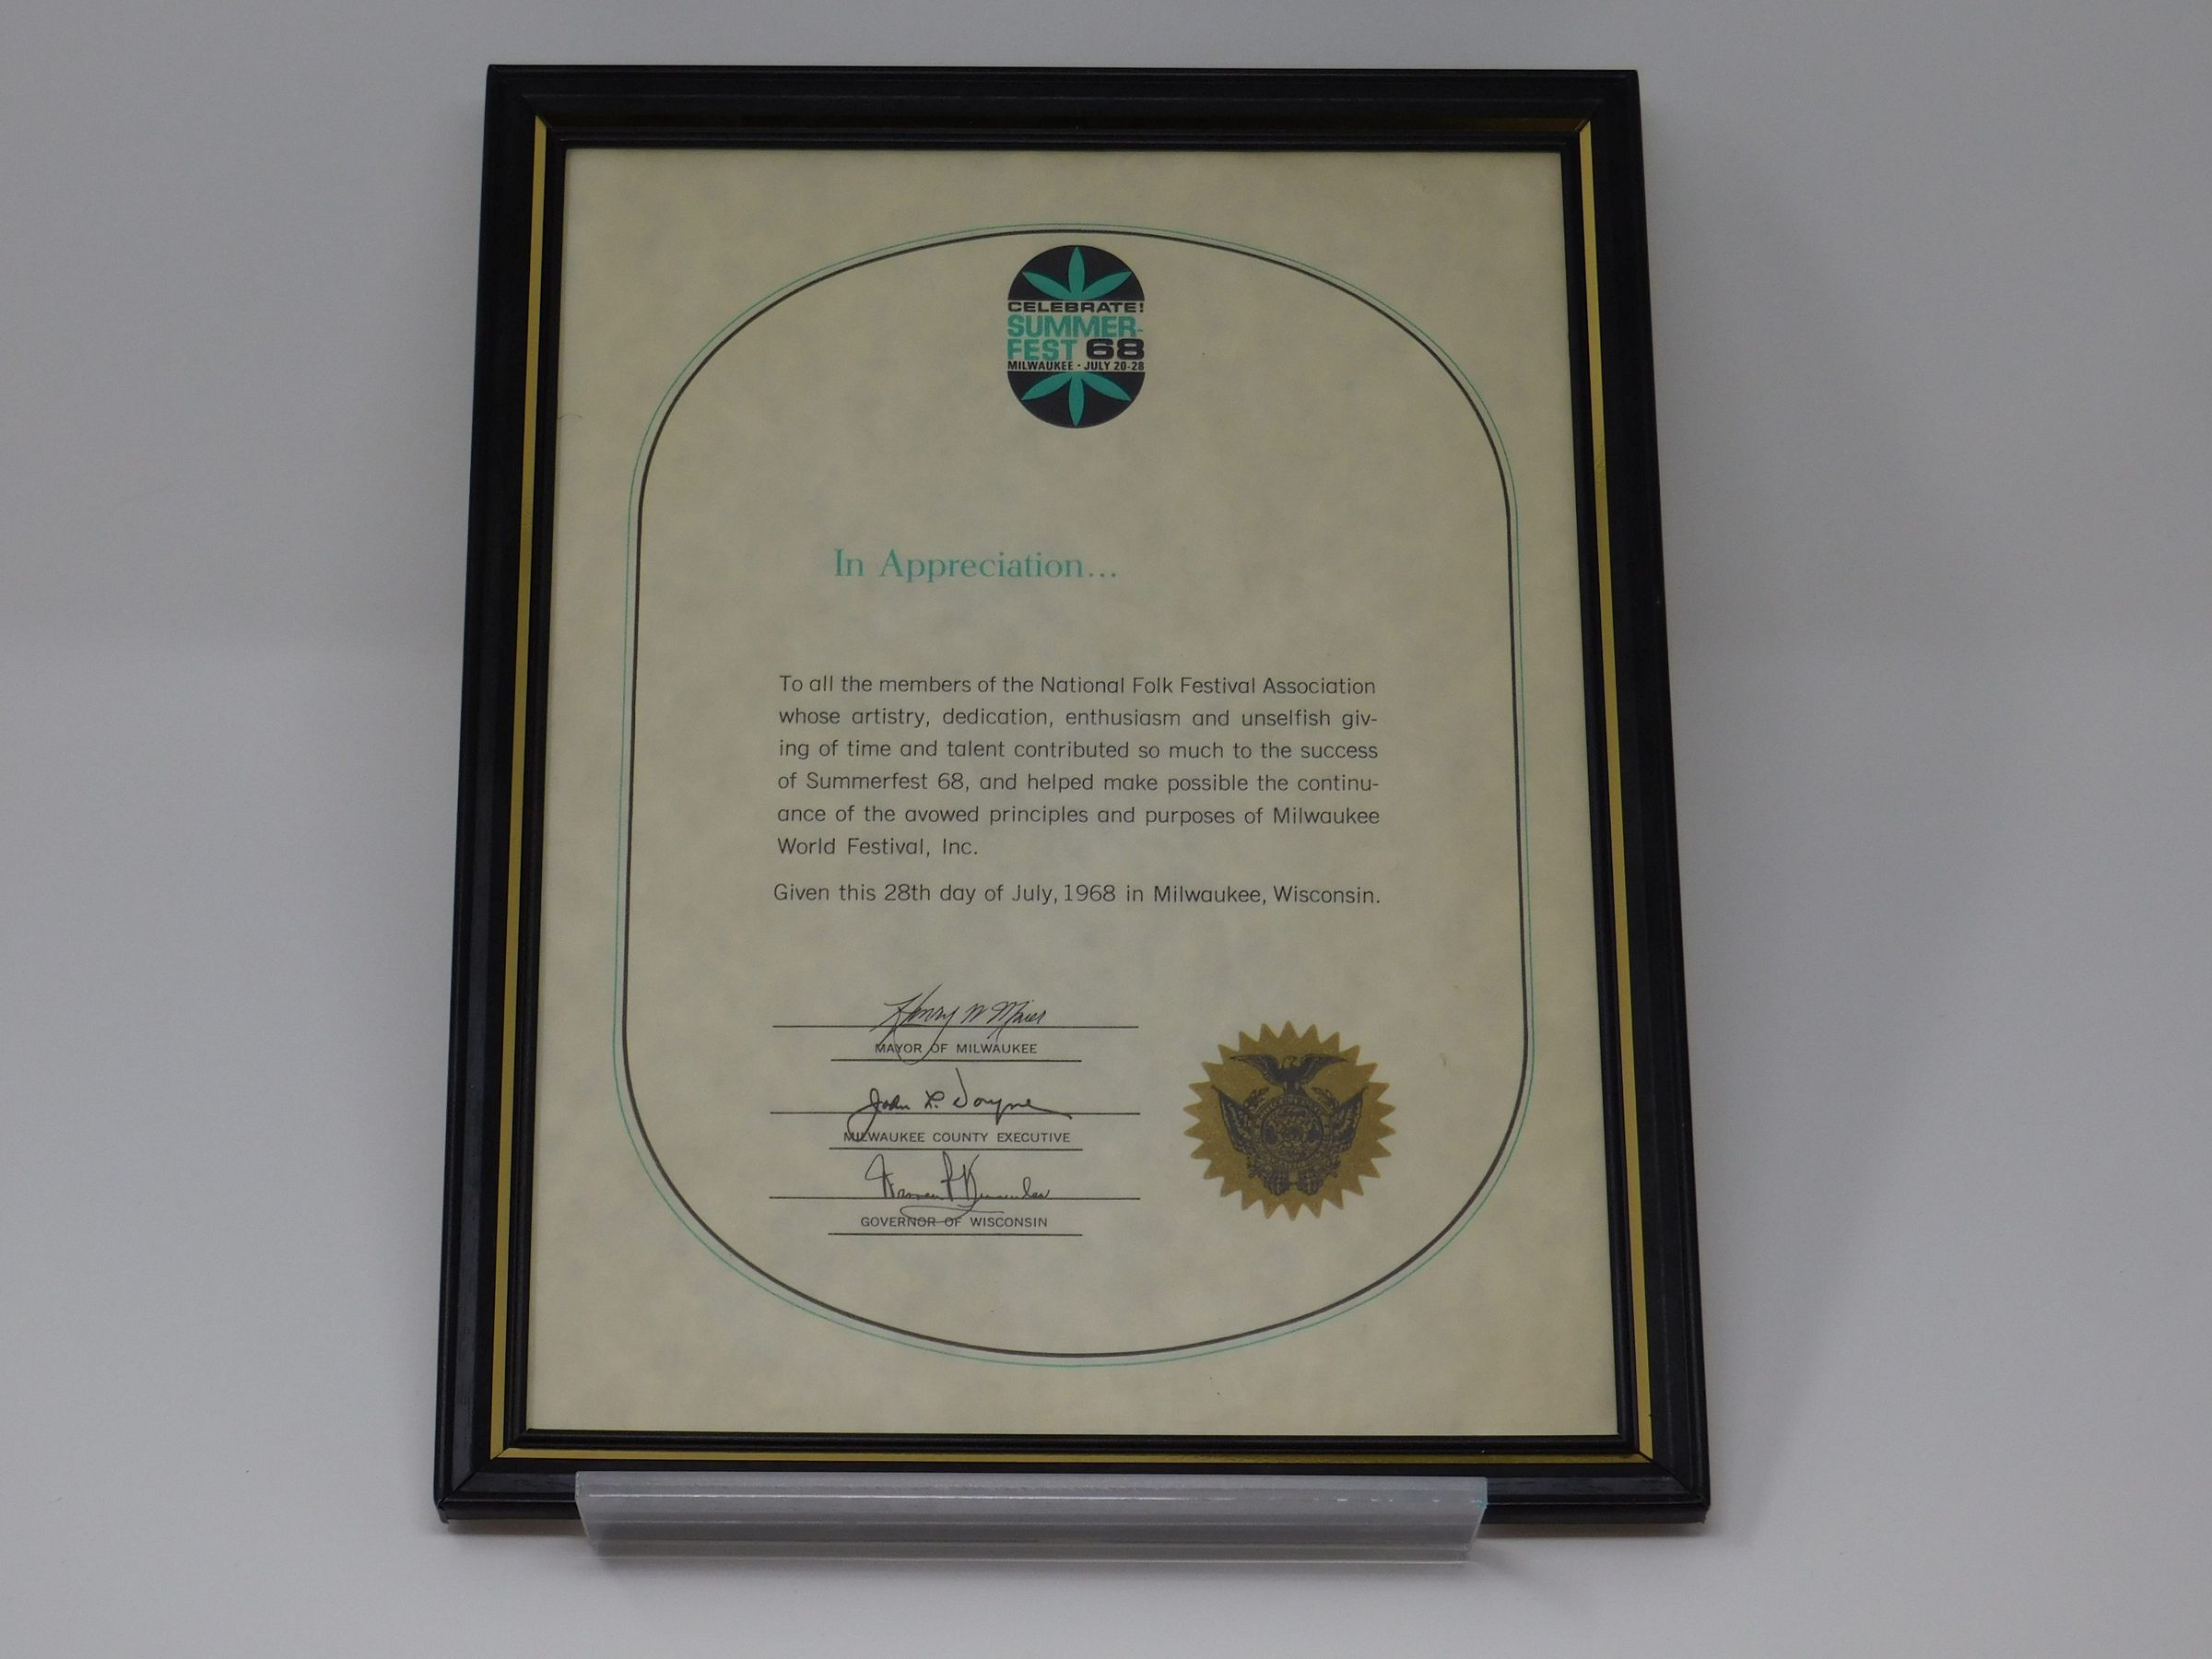 CELEBRATE!
SUMMER-
FEST 68
MILWAUKEE · JULY 20-28
In Appreciation...
To all the members of the National Folk Festival Association
whose artistry, dedication, enthusiasm and unselfish giv-
ing of time and talent contributed so much to the success
of Summerfest 68, and helped make possible the continu-
ance of the avowed principles and purposes of Milwaukee
World Festival, Inc.
Given this 28th day of July, 1968 in Milwaukee, Wisconsin.
Henry W Maier
MAYOR OF MILWAUKEE
John L. Doyne
MILWAUKEE COUNTY EXECUTIVE
GOVERNOR OF WISCONSIN